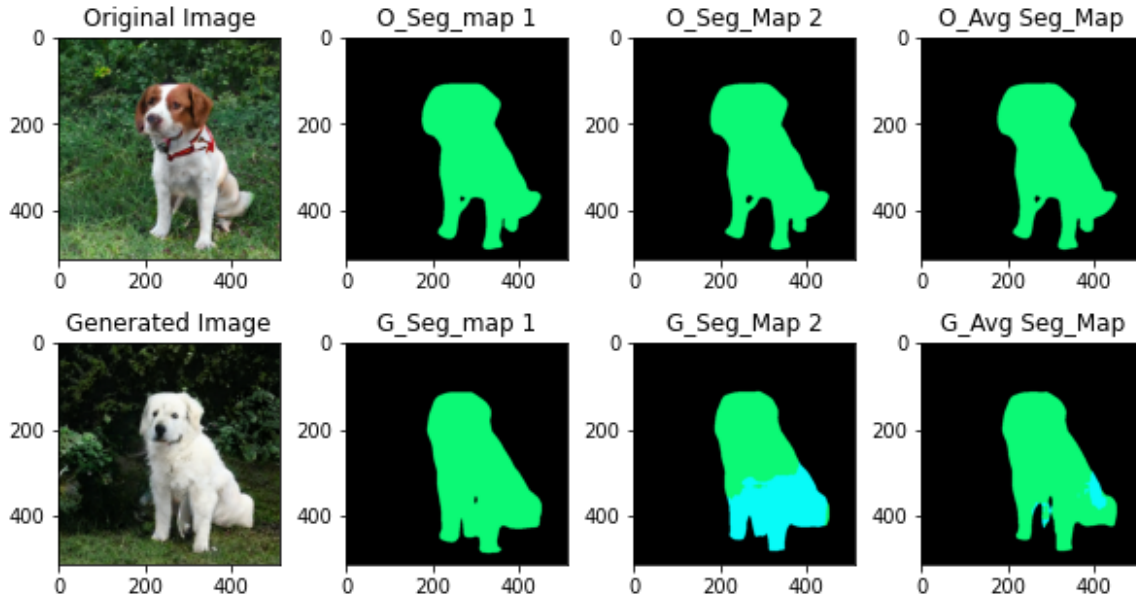 Original Image O_Seg_map 1 O_Seg_Map 2 O_Avg Seg_Map
0 0 0 0
200 200 200 200
400 400 400 400
0 200 400 0 200 400 0 200 400 0 200 400
Generated Image G_Seg_map 1 G_Seg_Map 2 G_Avg Seg_Map
0 0 0 0
200 200 200 200
400 400 400 400
0 200 400 0 200 400 0 200 400 0 200 400